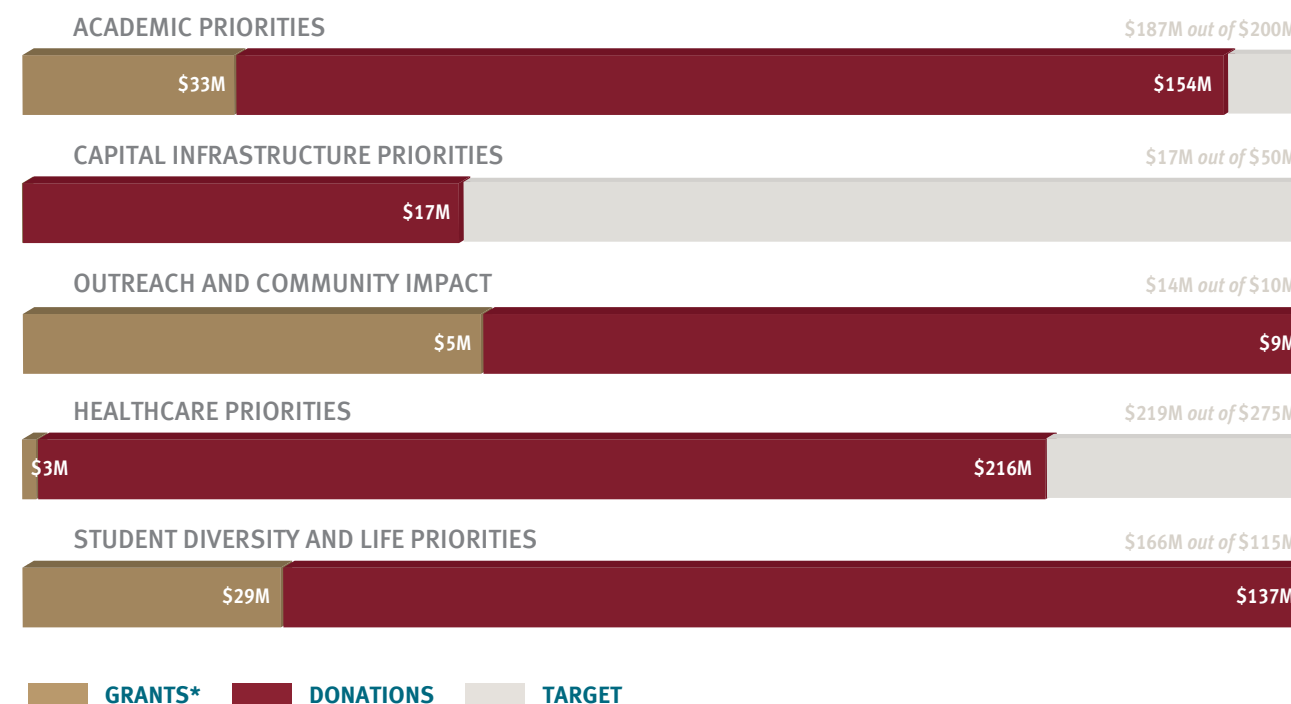 ACADEMIC PRIORITIES
$187M out of $200M
$33M
$154M
CAPITAL INFRASTRUCTURE PRIORITIES
$17M out of $50M
$17M
OUTREACH AND COMMUNITY IMPACT
$14M out of $10M
$5M
$9M
HEALTHCARE PRIORITIES
$219M out of $275M
$3M
$216M
STUDENT DIVERSITY AND LIFE PRIORITIES
$166M out of $115M
$29M
$137M
GRANTS*
DONATIONS
TARGET